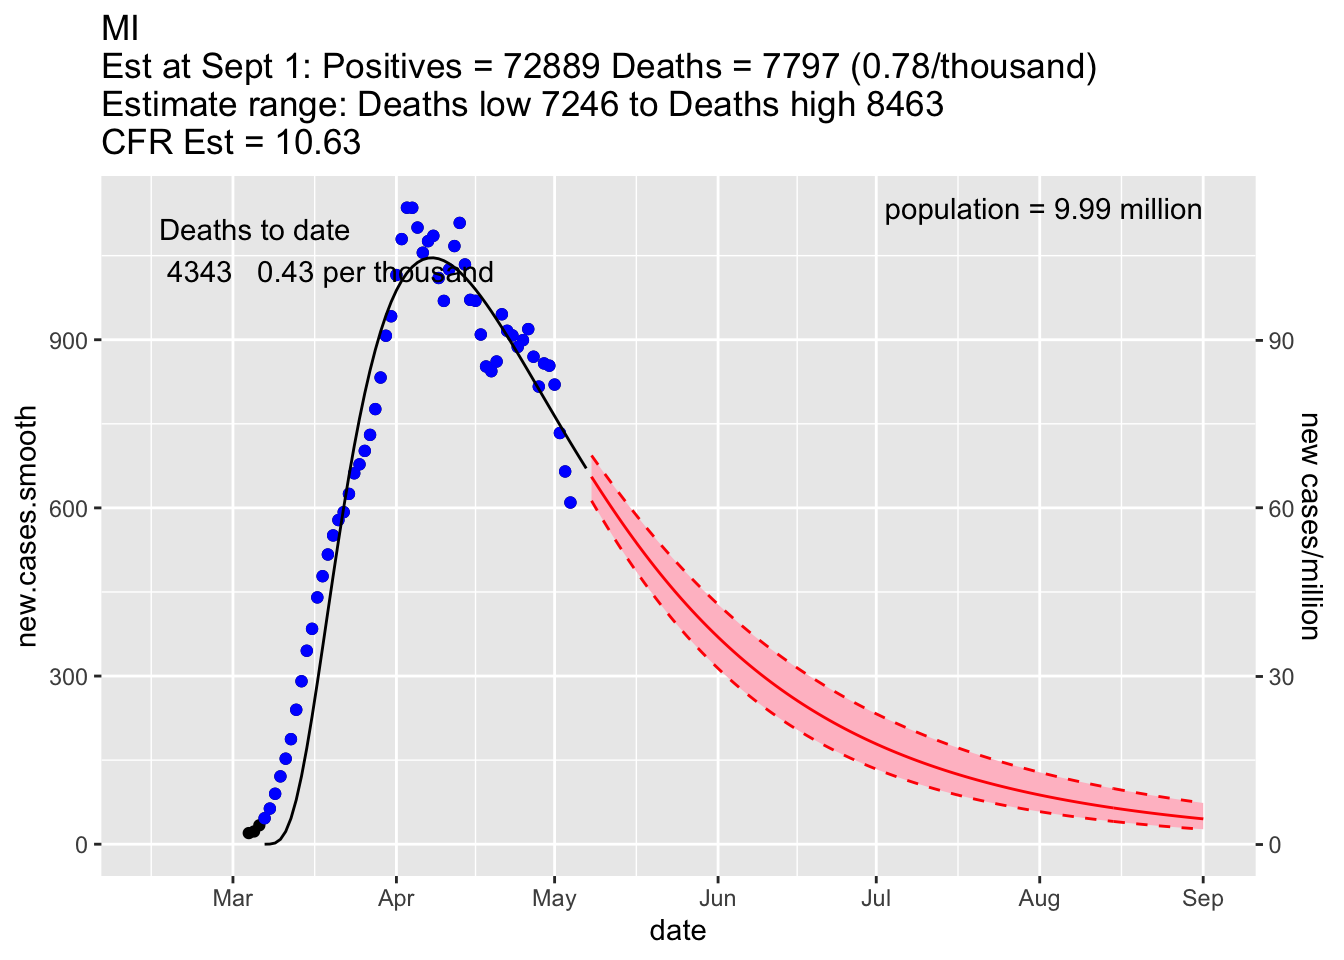 MI
Est at Sept 1: Positives = 72889 Deaths = 7797 (0.78/thousand)
Estimate range: Deaths low 7246 to Deaths high 8463
CFR Est = 10.63
Deaths to date
4343   0.43 per thousand
population = 9.99 million
new.cases.smooth
900
600
300
0
90
60
30
0
new cases/million
Mar
Apr
May
Jun
Jul
Aug
Sep
date